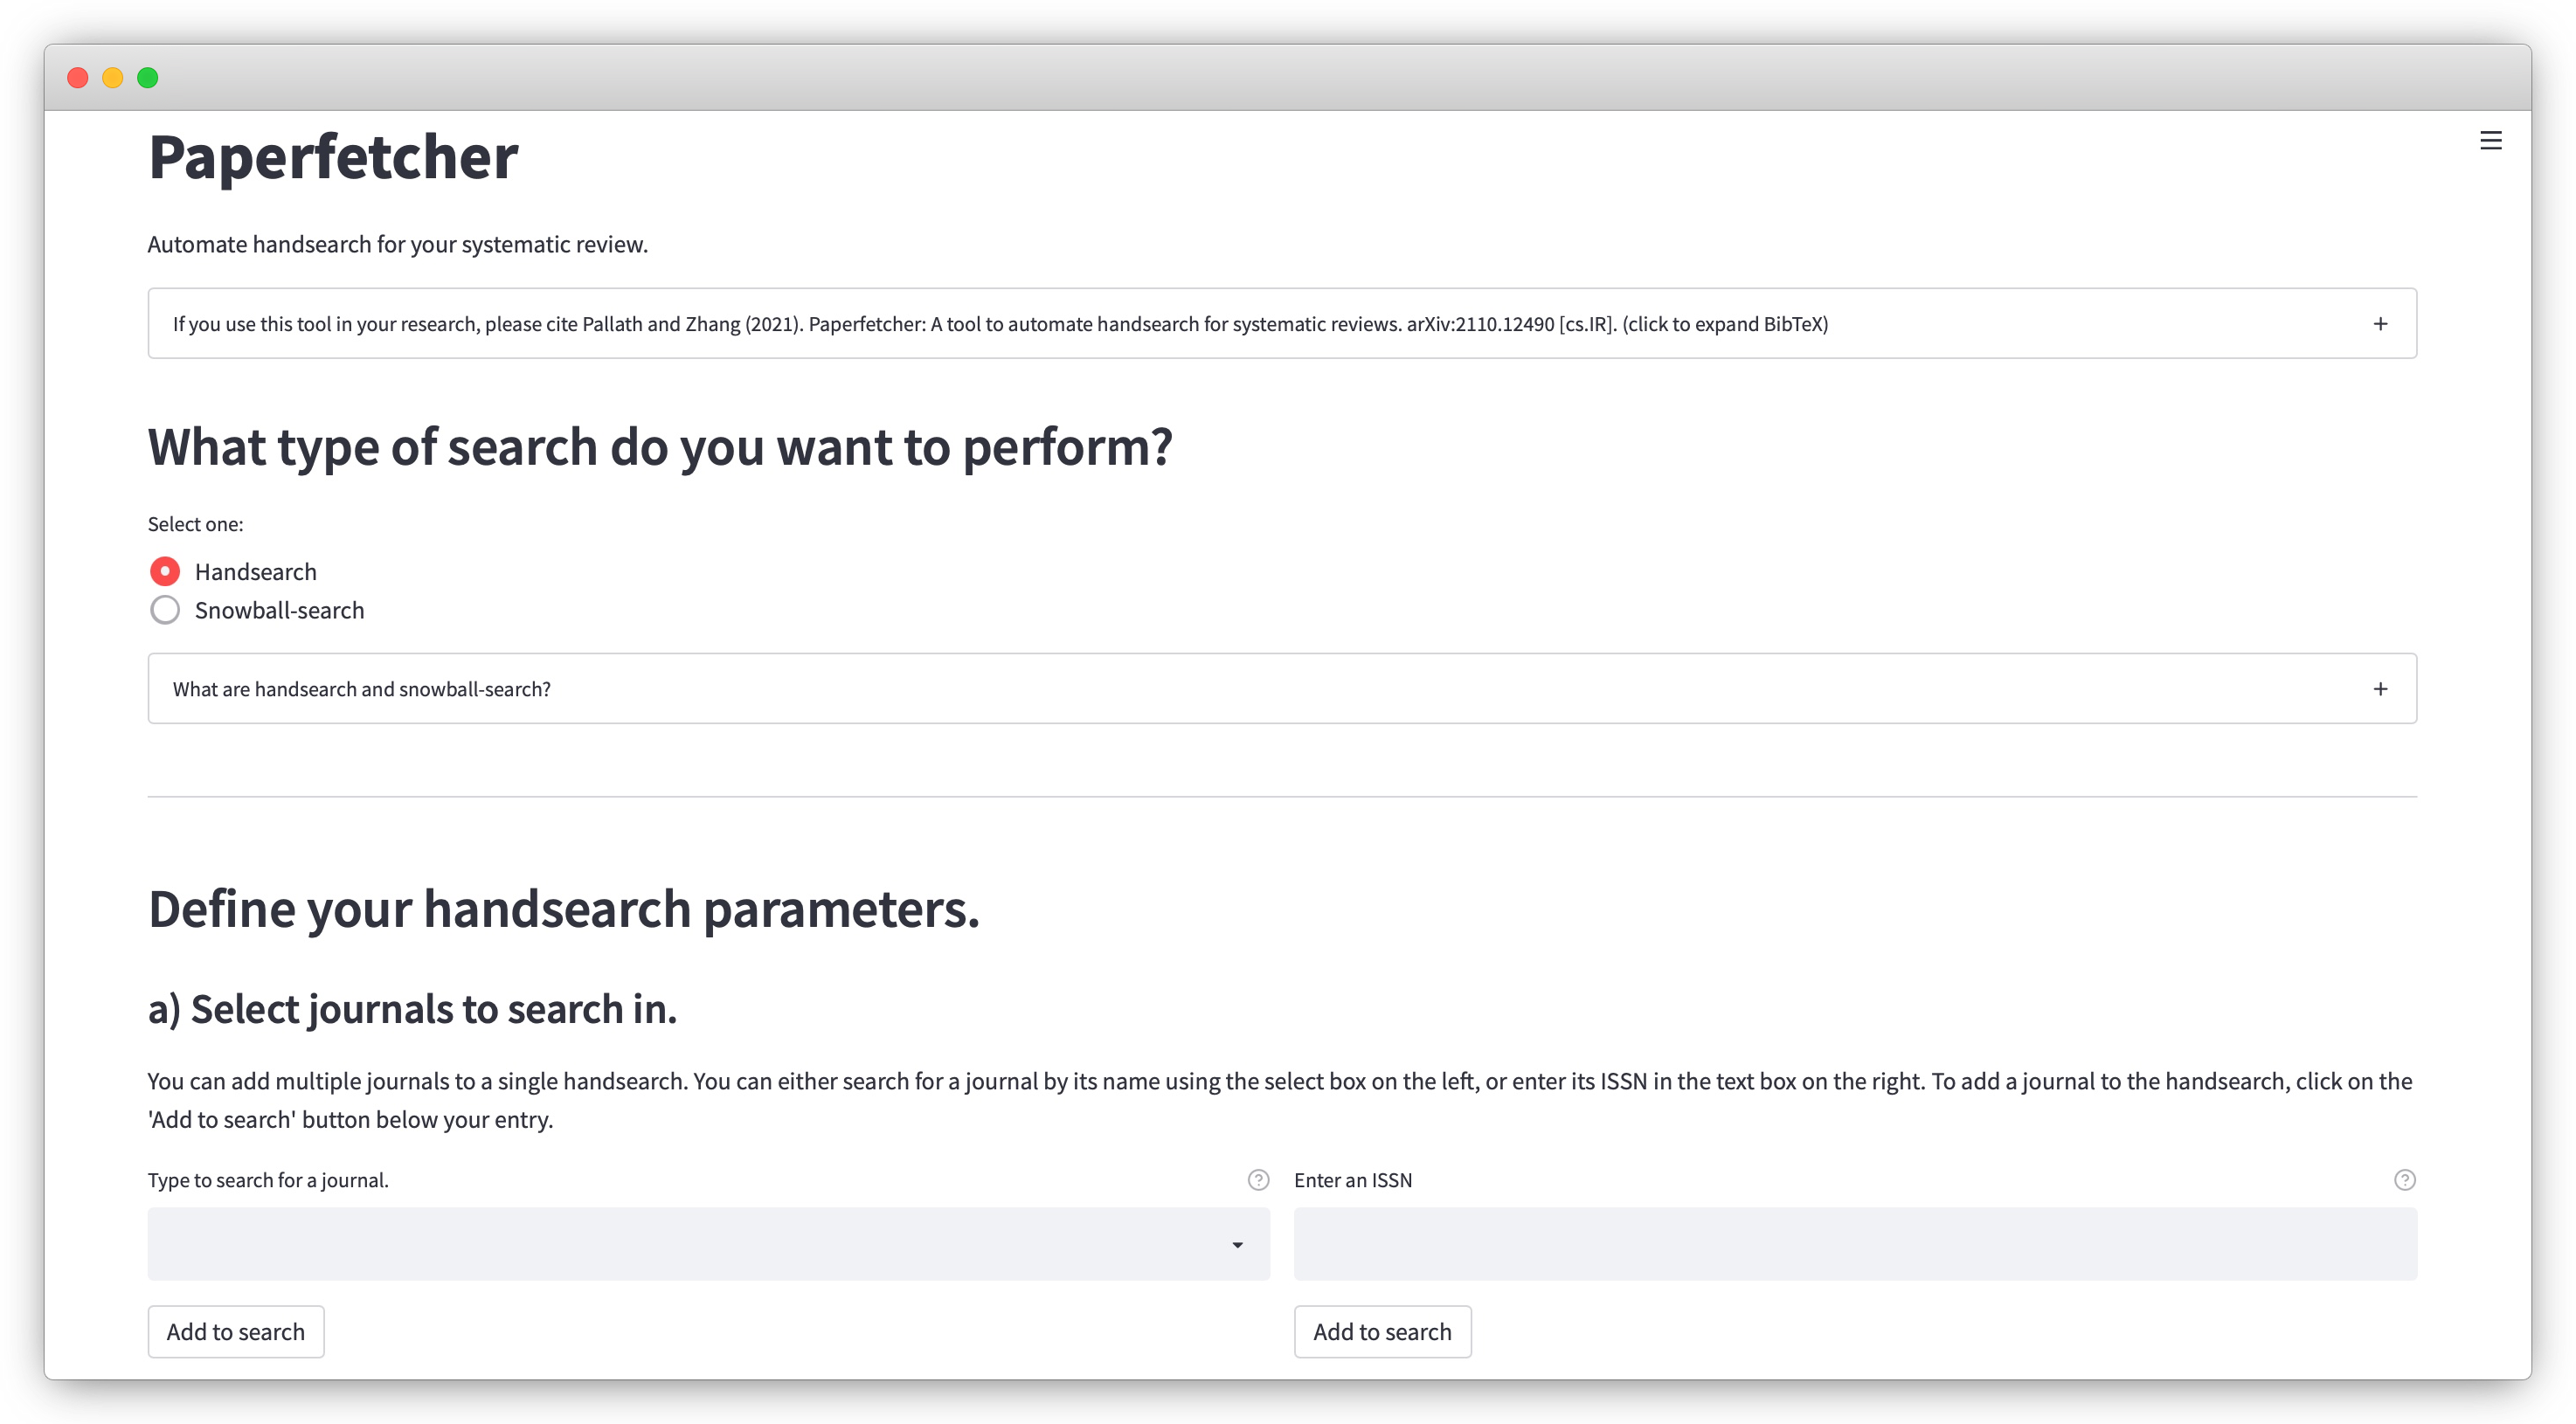 Paperfetcher
Automate handsearch for your systematic review.
If you use this tool in your research, please cite Pallath and Zhang (2021). Paperfetcher: A tool to automate handsearch for systematic reviews. arXiv:2110.12490 [cs.IR]. (click to expand BibTeX)
What type of search do you want to perform?
Select one:
Handsearch
Snowball-search
What are handsearch and snowball-search?
Define your handsearch parameters.
a) Select journals to search in.
You can add multiple journals to a single handsearch. You can either search for a journal by its name using the select box on the left, or enter its ISSN in the text box on the right. To add a journal to the handsearch, click on the
'Add to search' button below your entry.
Type to search for a journal.
Enter an ISSN
Add to search
Add to search